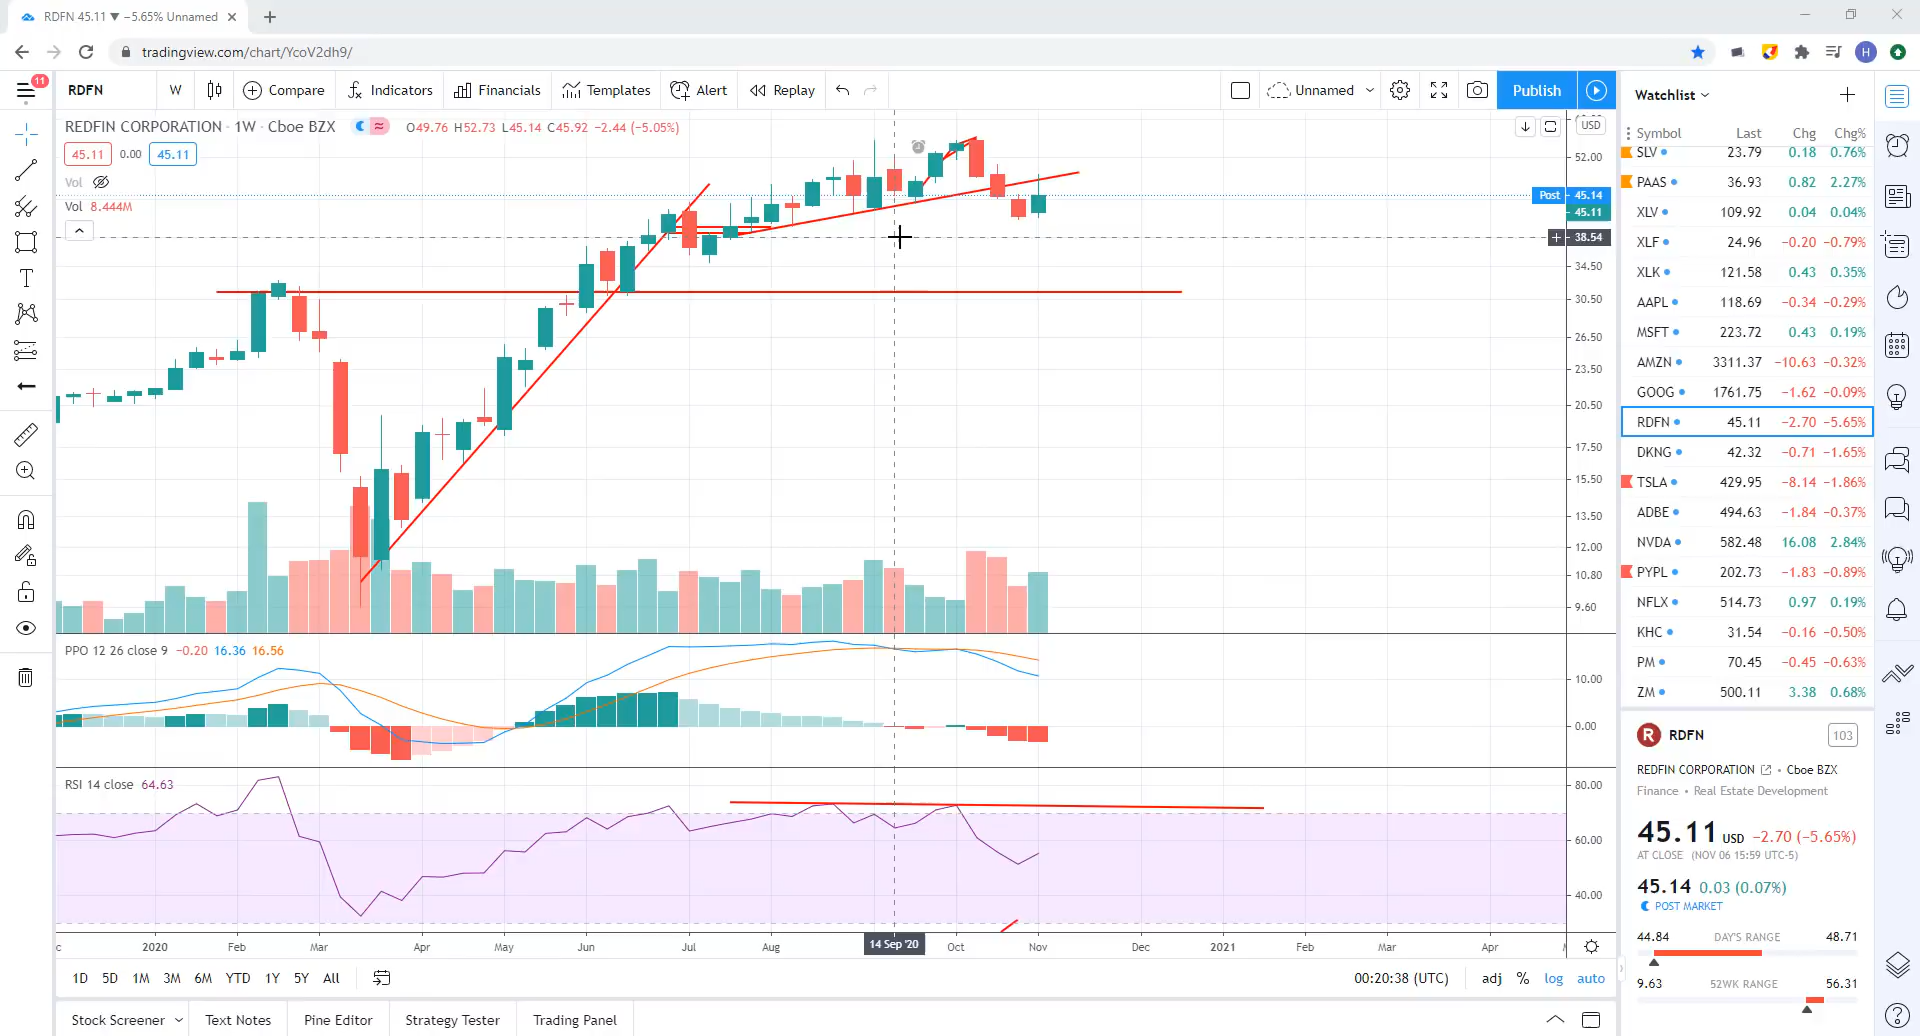 RDFN 45.11 ▼ −5.65% Unnamed
tradingview.com/chart/YcoV2dh9/
H
11
RDFN W Compare Indicators Financials Templates Alert Replay Unnamed Publish
REDFIN CORPORATION · 1W · Cboe BZX O49.76 H52.73 L45.14 C45.92 −2.44 (−5.05%)
45.11 0.00 45.11
Vol
Vol 8.444M
USD
52.00
Post 45.14
45.11
38.54
34.50
30.50
26.50
23.50
20.50
17.50
15.50
13.50
12.00
10.80
9.60
PPO 12 26 close 9 −0.20 16.36 16.56
10.00
0.00
RSI 14 close 64.63
80.00
60.00
40.00
2020 Feb Mar Apr May Jun Jul Aug 14 Sep '20 Oct Nov Dec 2021 Feb Mar Apr
1D 5D 1M 3M 6M YTD 1Y 5Y All 00:20:38 (UTC) adj % log auto
Stock Screener Text Notes Pine Editor Strategy Tester Trading Panel
Watchlist
Symbol Last Chg Chg%
SLV 23.79 0.18 0.76%
PAAS 36.93 0.82 2.27%
XLV 109.92 0.04 0.04%
XLF 24.96 −0.20 −0.79%
XLK 121.58 0.43 0.35%
AAPL 118.69 −0.34 −0.29%
MSFT 223.72 0.43 0.19%
AMZN 3311.37 −10.63 −0.32%
GOOG 1761.75 −1.62 −0.09%
RDFN 45.11 −2.70 −5.65%
DKNG 42.32 −0.71 −1.65%
TSLA 429.95 −8.14 −1.86%
ADBE 494.63 −1.84 −0.37%
NVDA 582.48 16.08 2.84%
PYPL 202.73 −1.83 −0.89%
NFLX 514.73 0.97 0.19%
KHC 31.54 −0.16 −0.50%
PM 70.45 −0.45 −0.63%
ZM 500.11 3.38 0.68%
R RDFN 103
REDFIN CORPORATION • Cboe BZX
Finance • Real Estate Development
45.11 USD −2.70 (−5.65%)
AT CLOSE (NOV 06 15:59 UTC-5)
45.14 0.03 (0.07%)
POST MARKET
44.84 DAY'S RANGE 48.71
9.63 52WK RANGE 56.31